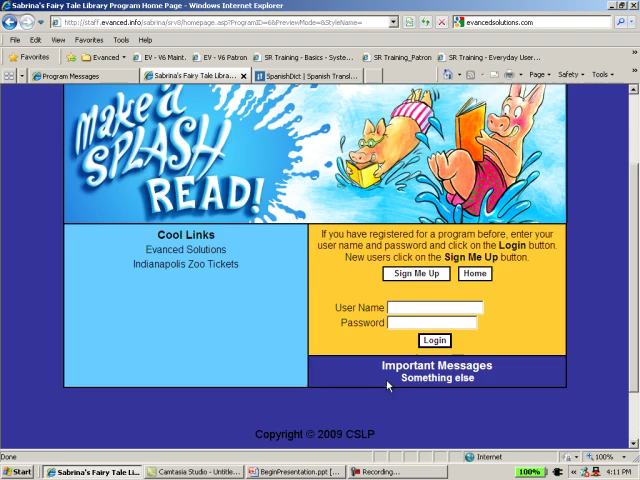 Sabrina's Fairy Tale Library Program Home Page - Windows Internet Explorer
http://staff.evanced.info/sabrina/srv8/homepage.asp?ProgramID=6&PreviewMode=&StyleName=
evancedsolutions.com
File Edit View Favorites Tools Help
Favorites Evanced EV - V6 Maint. EV - V6 Patron SR Training - Basics - Syste... SR Training_Patron SR Training - Everyday User...
Program Messages Sabrina's Fairy Tale Libra... SpanishDict | Spanish Transl... Page Safety Tools
Make a
SPLASH
READ!
Cool Links
Evanced Solutions
Indianapolis Zoo Tickets
If you have registered for a program before, enter your
user name and password and click on the Login button.
New users click on the Sign Me Up button.
Sign Me Up Home
User Name
Password
Login
Important Messages
Something else
Copyright © 2009 CSLP
Done Internet 100%
Start Sabrina's Fairy Tale Li... Camtasia Studio - Untitle... BeginPresentation.ppt [... Recording... 100% 4:11 PM